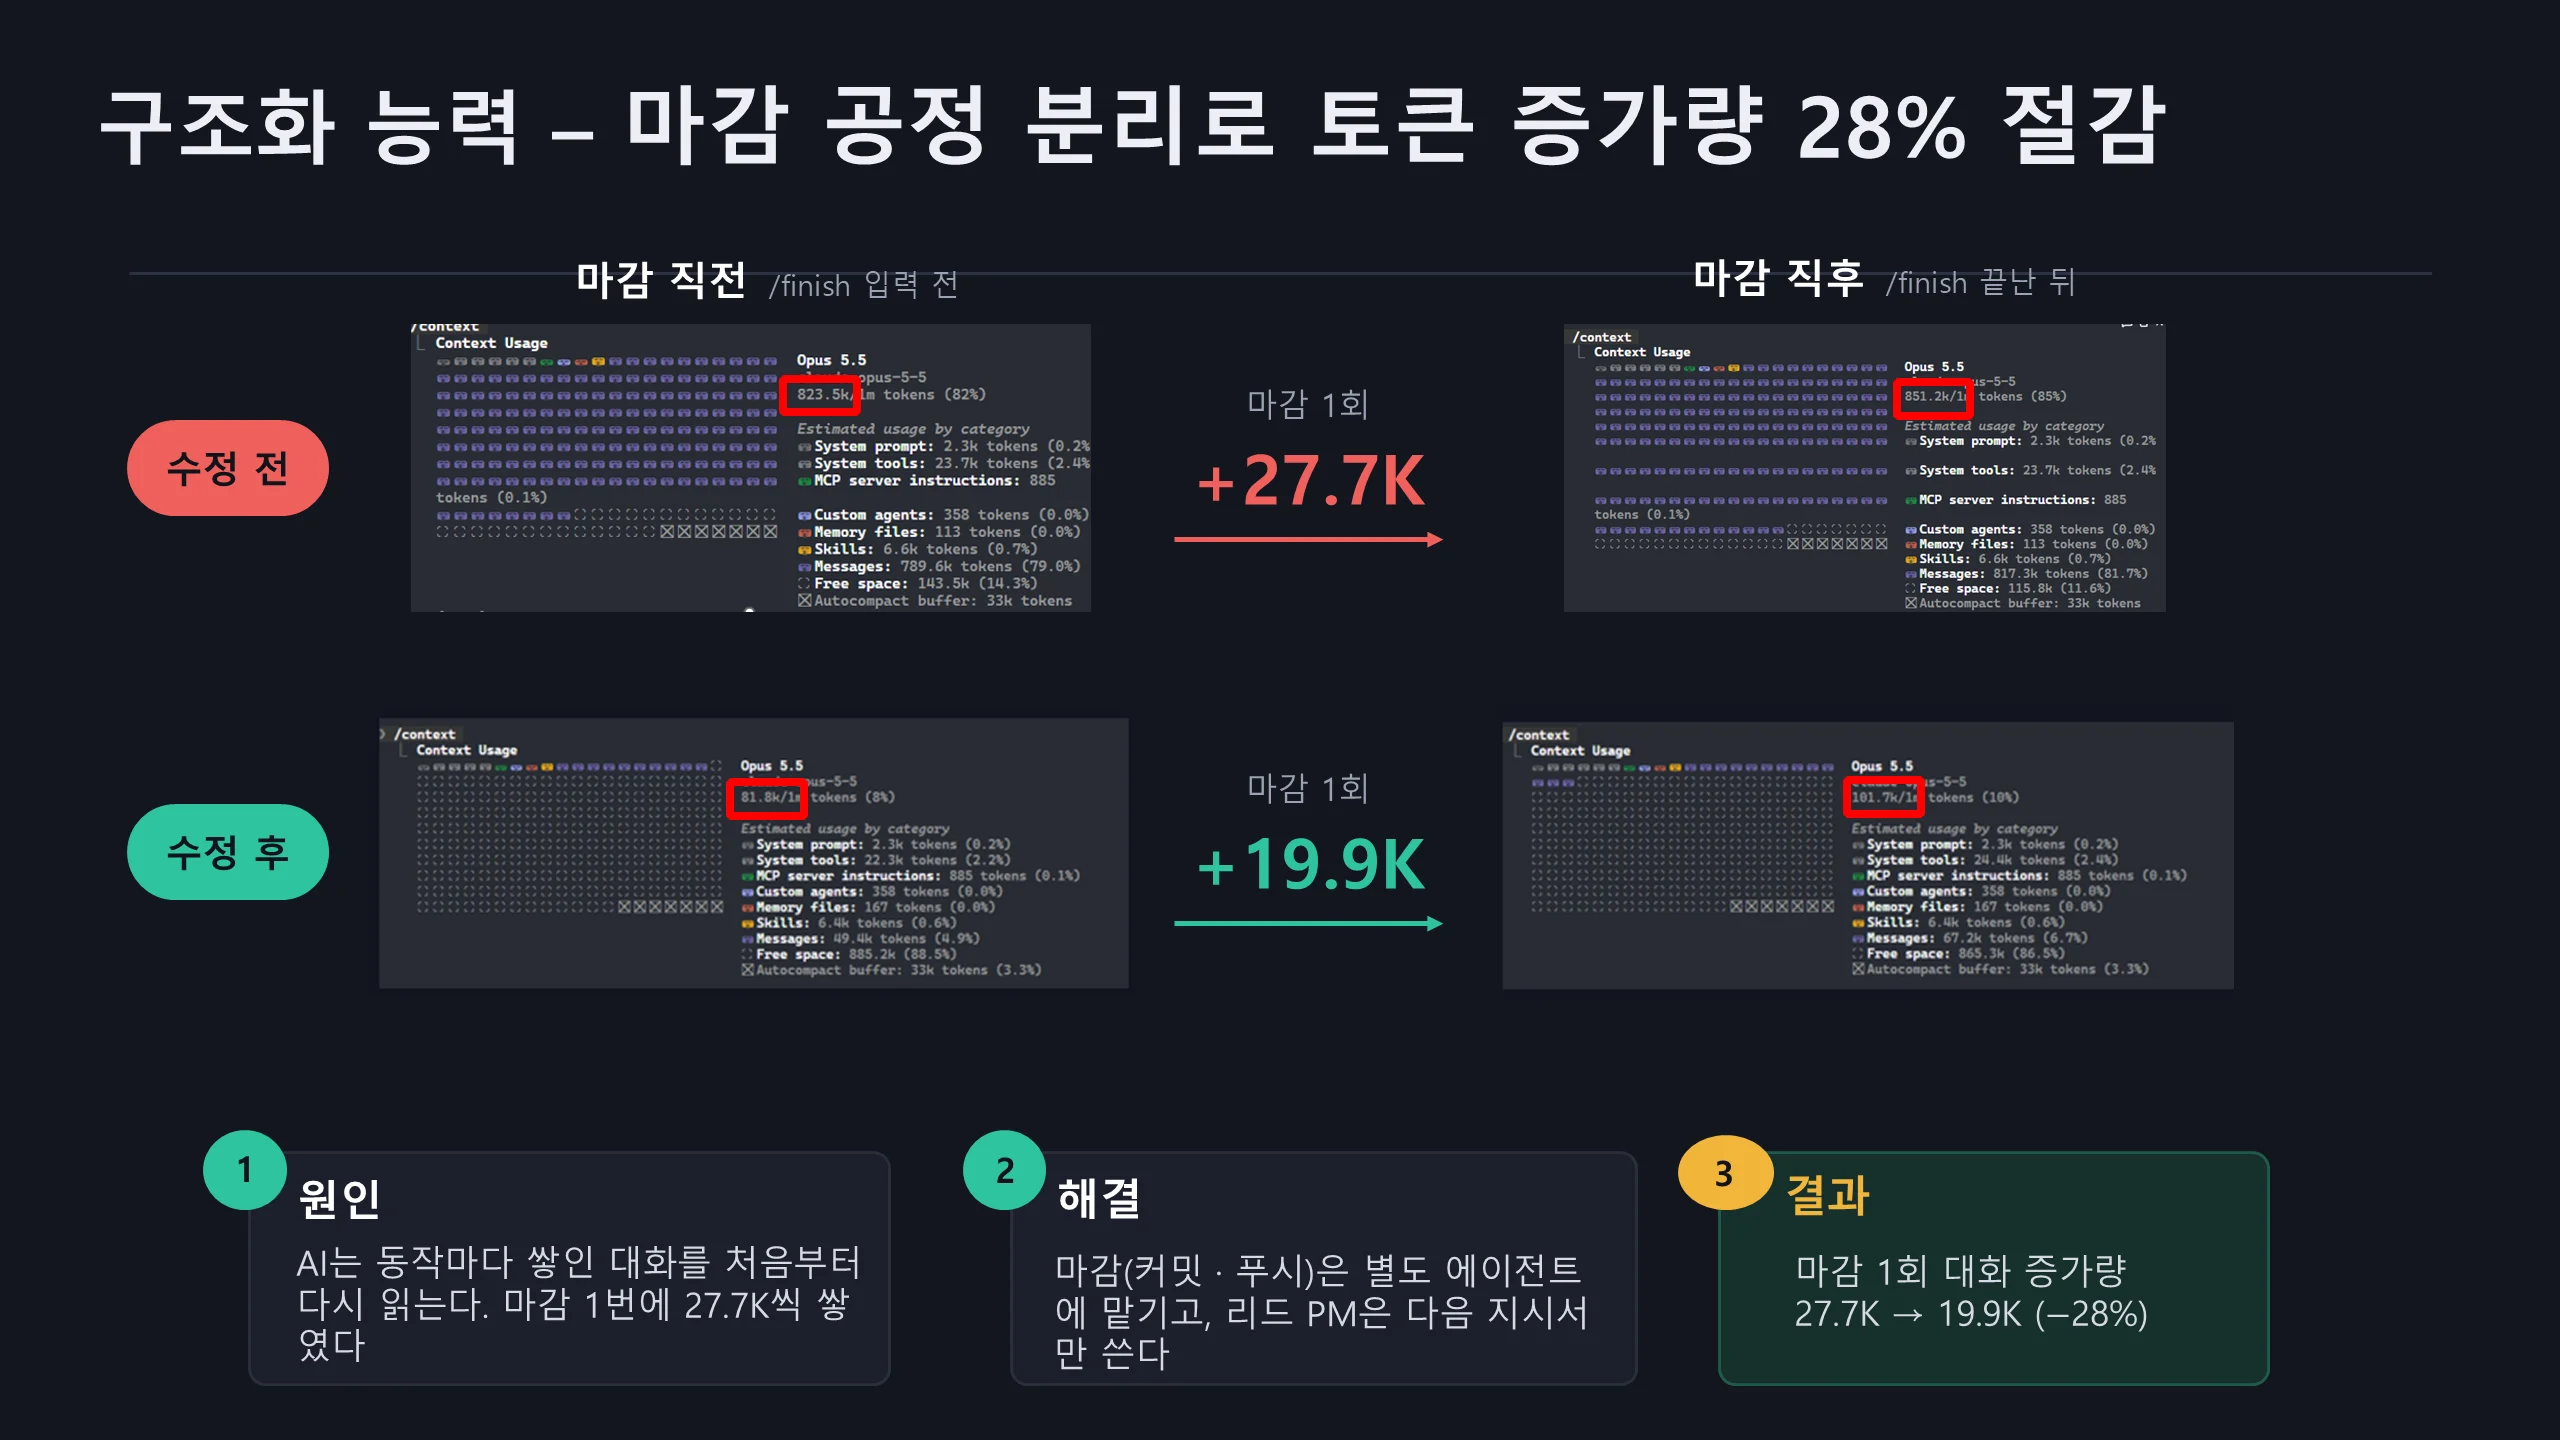 구조화 능력 – 마감 공정 분리로 토큰 증가량 28% 절감
마감 직전 /finish 입력 전
마감 직후 /finish 끝난 뒤
수정 전
/context
Context Usage
Opus 5.5
opus-5-5
823.5k/1m tokens (82%)
Estimated usage by category
System prompt: 2.3k tokens (0.2%
System tools: 23.7k tokens (2.4%
MCP server instructions: 885
tokens (0.1%)
Custom agents: 358 tokens (0.0%)
Memory files: 113 tokens (0.0%)
Skills: 6.6k tokens (0.7%)
Messages: 789.6k tokens (79.0%)
Free space: 143.5k (14.3%)
Autocompact buffer: 33k tokens
마감 1회
+27.7K
/context
Context Usage
Opus 5.5
us-5-5
851.2k/1m tokens (85%)
Estimated usage by category
System prompt: 2.3k tokens (0.2%
System tools: 23.7k tokens (2.4%
MCP server instructions: 885
tokens (0.1%)
Custom agents: 358 tokens (0.0%)
Memory files: 113 tokens (0.0%)
Skills: 6.6k tokens (0.7%)
Messages: 817.3k tokens (81.7%)
Free space: 115.8k (11.6%)
Autocompact buffer: 33k tokens
수정 후
/context
Context Usage
Opus 5.5
pus-5-5
81.8k/1m tokens (8%)
Estimated usage by category
System prompt: 2.3k tokens (0.2%)
System tools: 22.3k tokens (2.2%)
MCP server instructions: 885 tokens (0.1%)
Custom agents: 358 tokens (0.0%)
Memory files: 167 tokens (0.0%)
Skills: 6.4k tokens (0.6%)
Messages: 49.4k tokens (4.9%)
Free space: 885.2k (88.5%)
Autocompact buffer: 33k tokens (3.3%)
마감 1회
+19.9K
/context
Context Usage
Opus 5.5
us-5-5
101.7k/1m tokens (10%)
Estimated usage by category
System prompt: 2.3k tokens (0.2%)
System tools: 24.4k tokens (2.4%)
MCP server instructions: 885 tokens (0.1%)
Custom agents: 358 tokens (0.0%)
Memory files: 167 tokens (0.0%)
Skills: 6.4k tokens (0.6%)
Messages: 67.2k tokens (6.7%)
Free space: 865.3k (86.5%)
Autocompact buffer: 33k tokens (3.3%)
1
원인
AI는 동작마다 쌓인 대화를 처음부터
다시 읽는다. 마감 1번에 27.7K씩 쌓
였다
2
해결
마감(커밋 · 푸시)은 별도 에이전트
에 맡기고, 리드 PM은 다음 지시서
만 쓴다
3
결과
마감 1회 대화 증가량
27.7K → 19.9K (–28%)